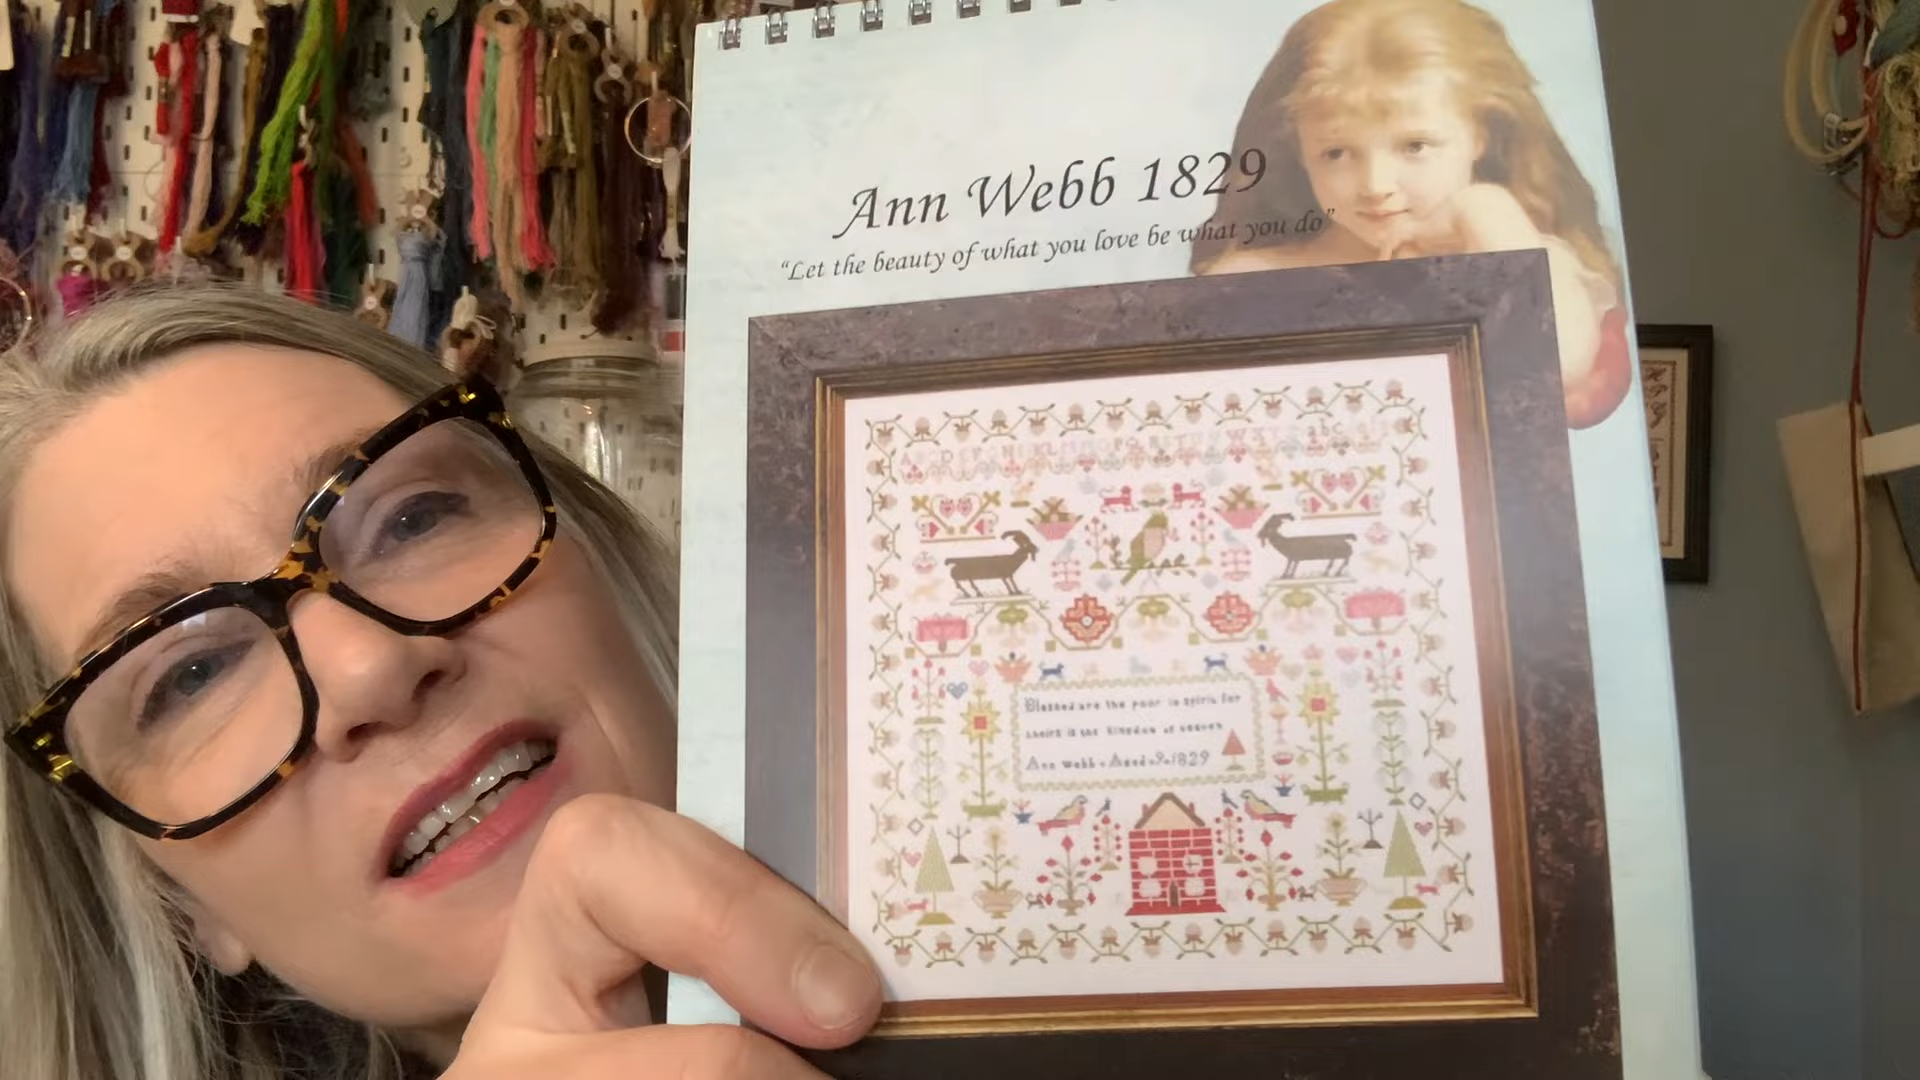 Ann Webb 1829
"Let the beauty of what you love be what you do"
Blessed are the poor in spirit for
theirs is the kingdom of heaven
Ann Webb Aged 9 1829